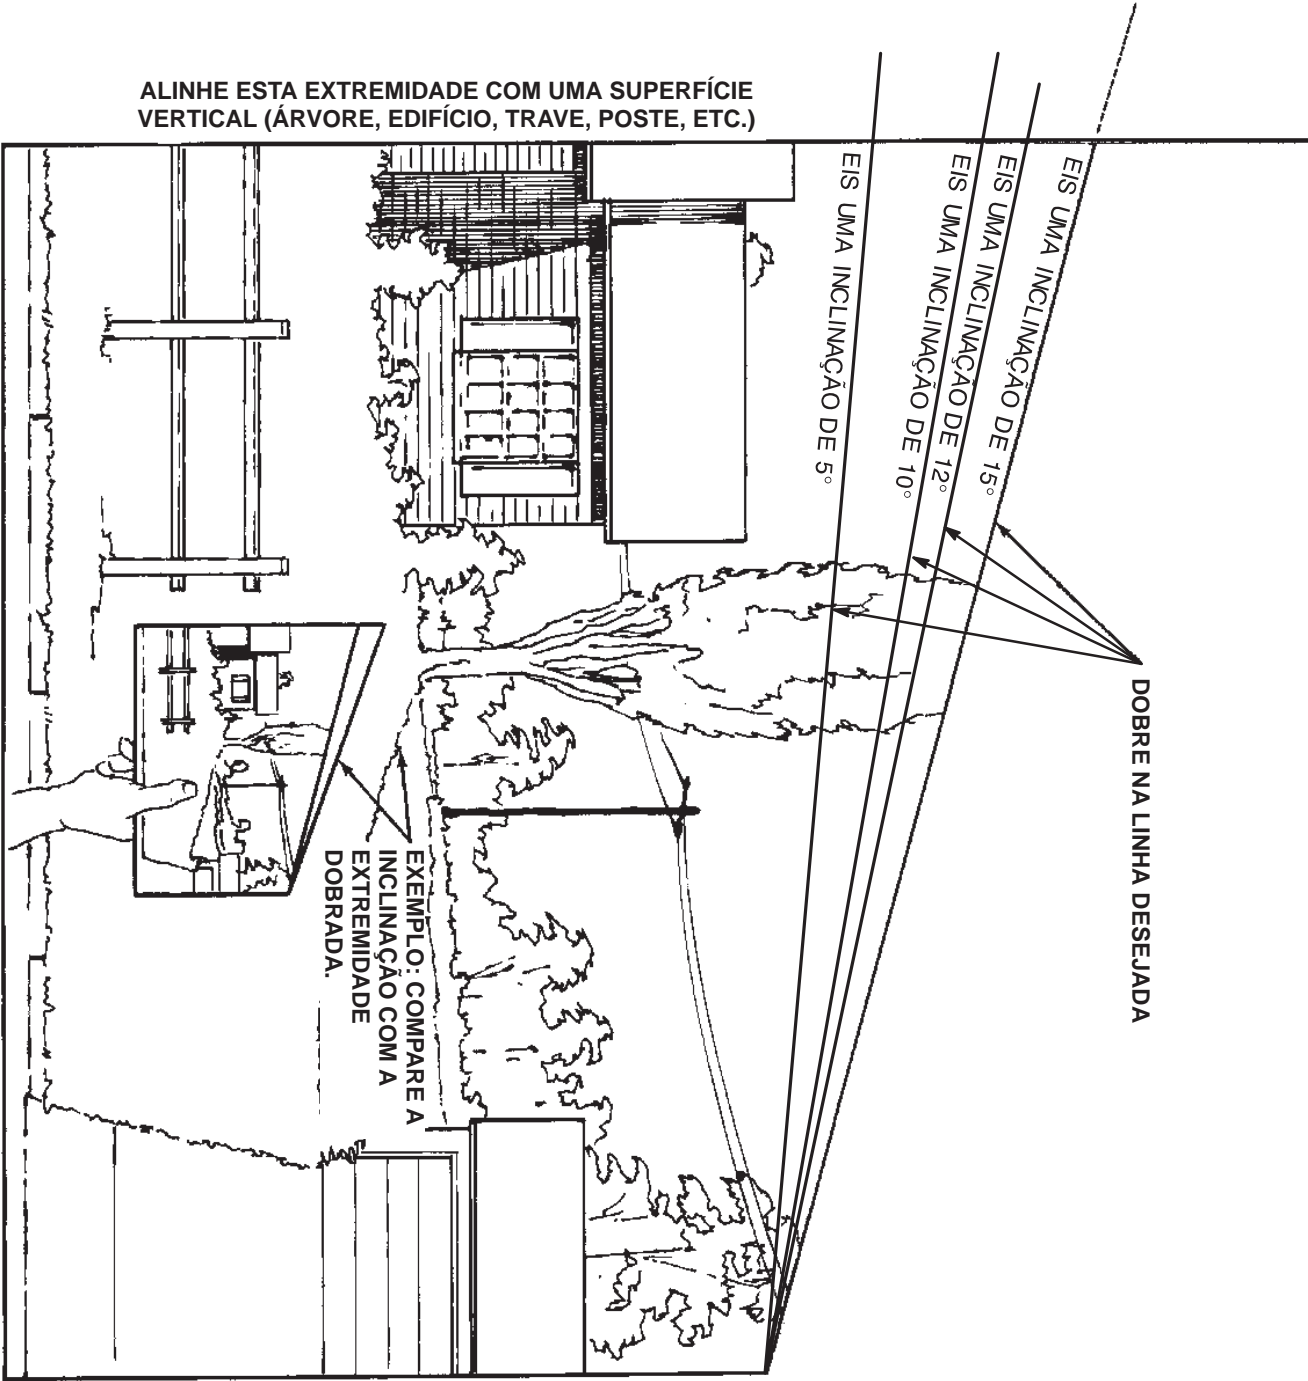 ALINHE ESTA EXTREMIDADE COM UMA SUPERFÍCIE
VERTICAL (ÁRVORE, EDIFÍCIO, TRAVE, POSTE, ETC.)
EIS UMA INCLINAÇÃO DE 15°
EIS UMA INCLINAÇÃO DE 12°
EIS UMA INCLINAÇÃO DE 10°
EIS UMA INCLINAÇÃO DE 5°
DOBRE NA LINHA DESEJADA
EXEMPLO: COMPARE A
INCLINAÇÃO COM A
EXTREMIDADE
DOBRADA.